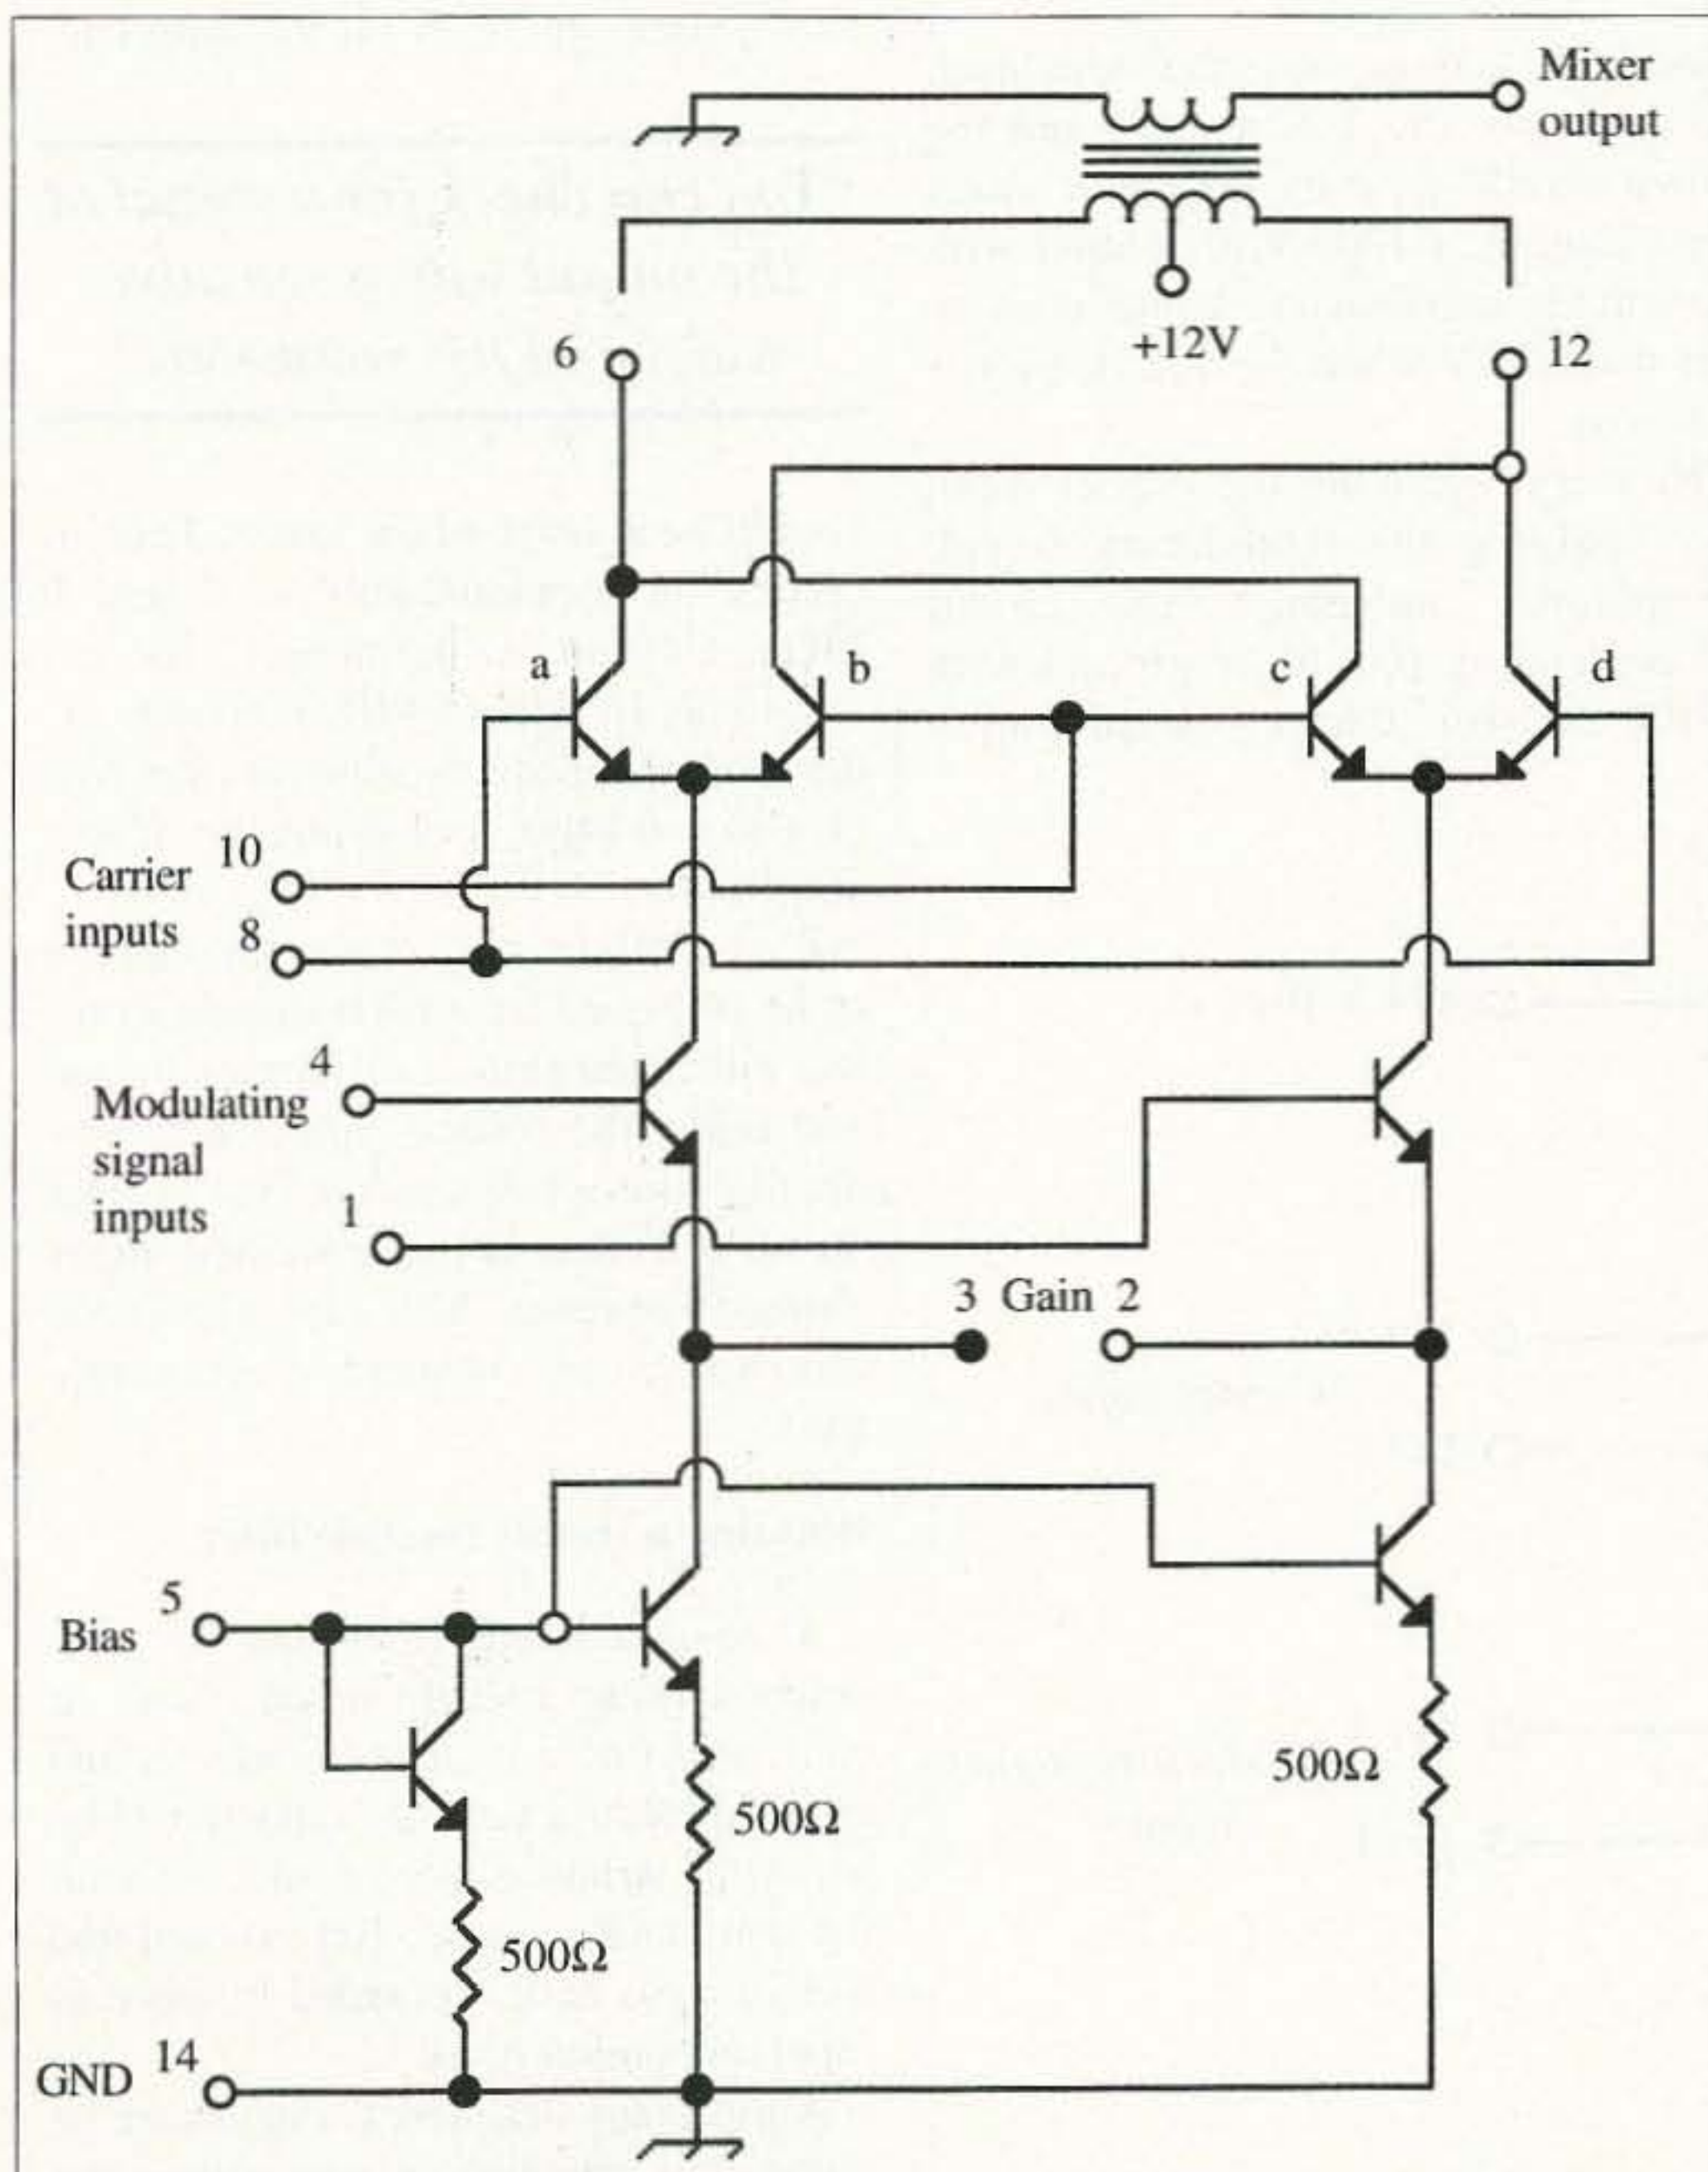 Mixer
output
+12V
6
12
a
b
c
d
Carrier
inputs
10
8
4
Modulating
signal
inputs
1
3 Gain 2
5
Bias
500Ω
500Ω
500Ω
GND
14